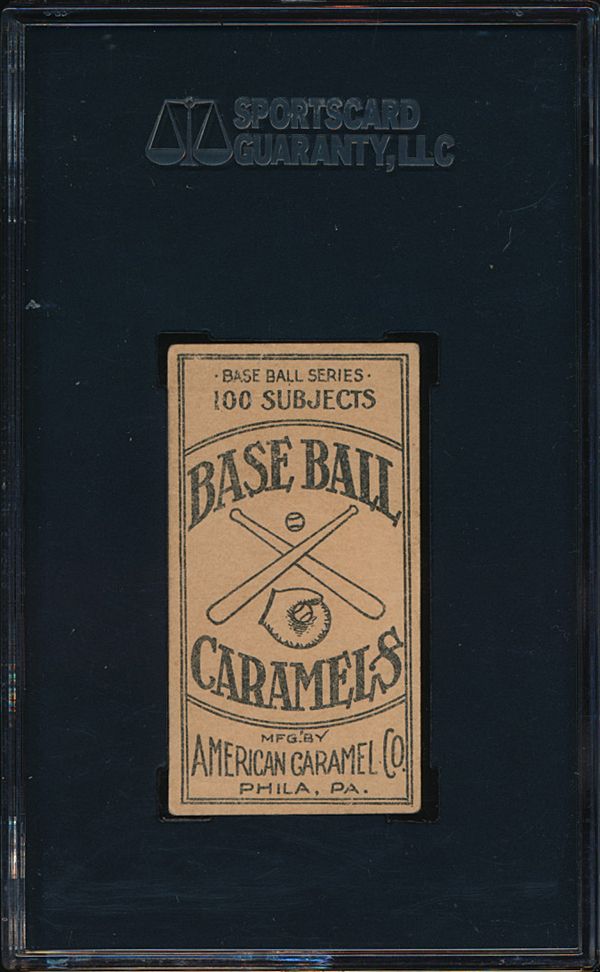 SPORTSCARD
GUARANTY, LLC
· BASE BALL SERIES ·
100 SUBJECTS
BASE BALL
CARAMELS
MFG. BY
AMERICAN CARAMEL CO.
PHILA, PA.